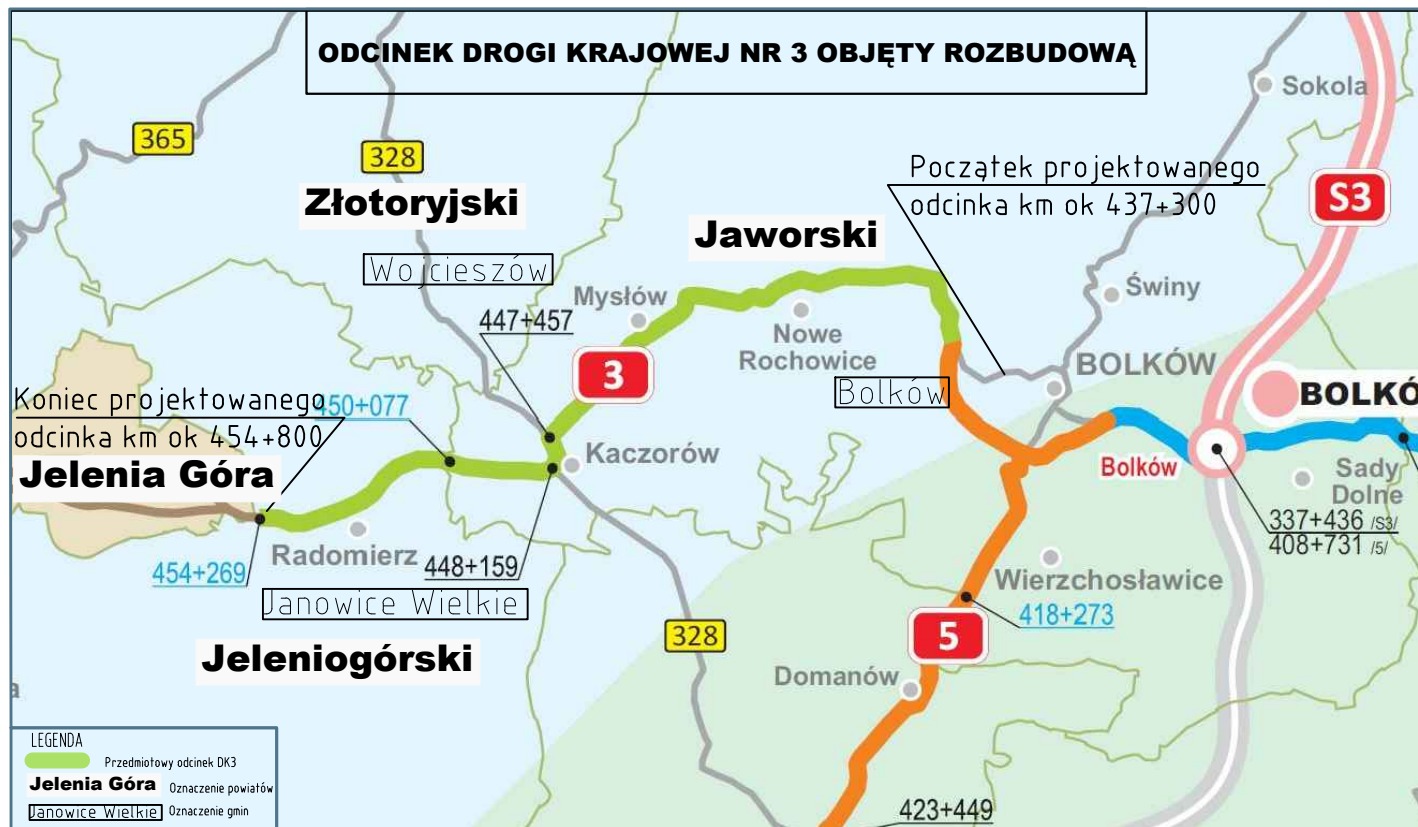 ODCINEK DROGI KRAJOWEJ NR 3 OBJĘTY ROZBUDOWĄ
Sokola
365
328
Początek projektowanego
odcinka km ok 437+300
S3
Złotoryjski
Jaworski
Wojcieszów
Mysłów
Świny
447+457
Nowe
Rochowice
3
BOLKÓW
Bolków
BOLKÓ
Koniec projektowanego
odcinka km ok 454+800
450+077
Kaczorów
Jelenia Góra
Bolków
Sady
Dolne
337+436 /S3/
408+731 /5/
Radomierz
448+159
454+269
Wierzchosławice
Janowice Wielkie
418+273
328
5
Jeleniogórski
Domanów
a
LEGENDA
Przedmiotowy odcinek DK3
Jelenia Góra Oznaczenie powiatów
Janowice Wielkie Oznaczenie gmin
423+449